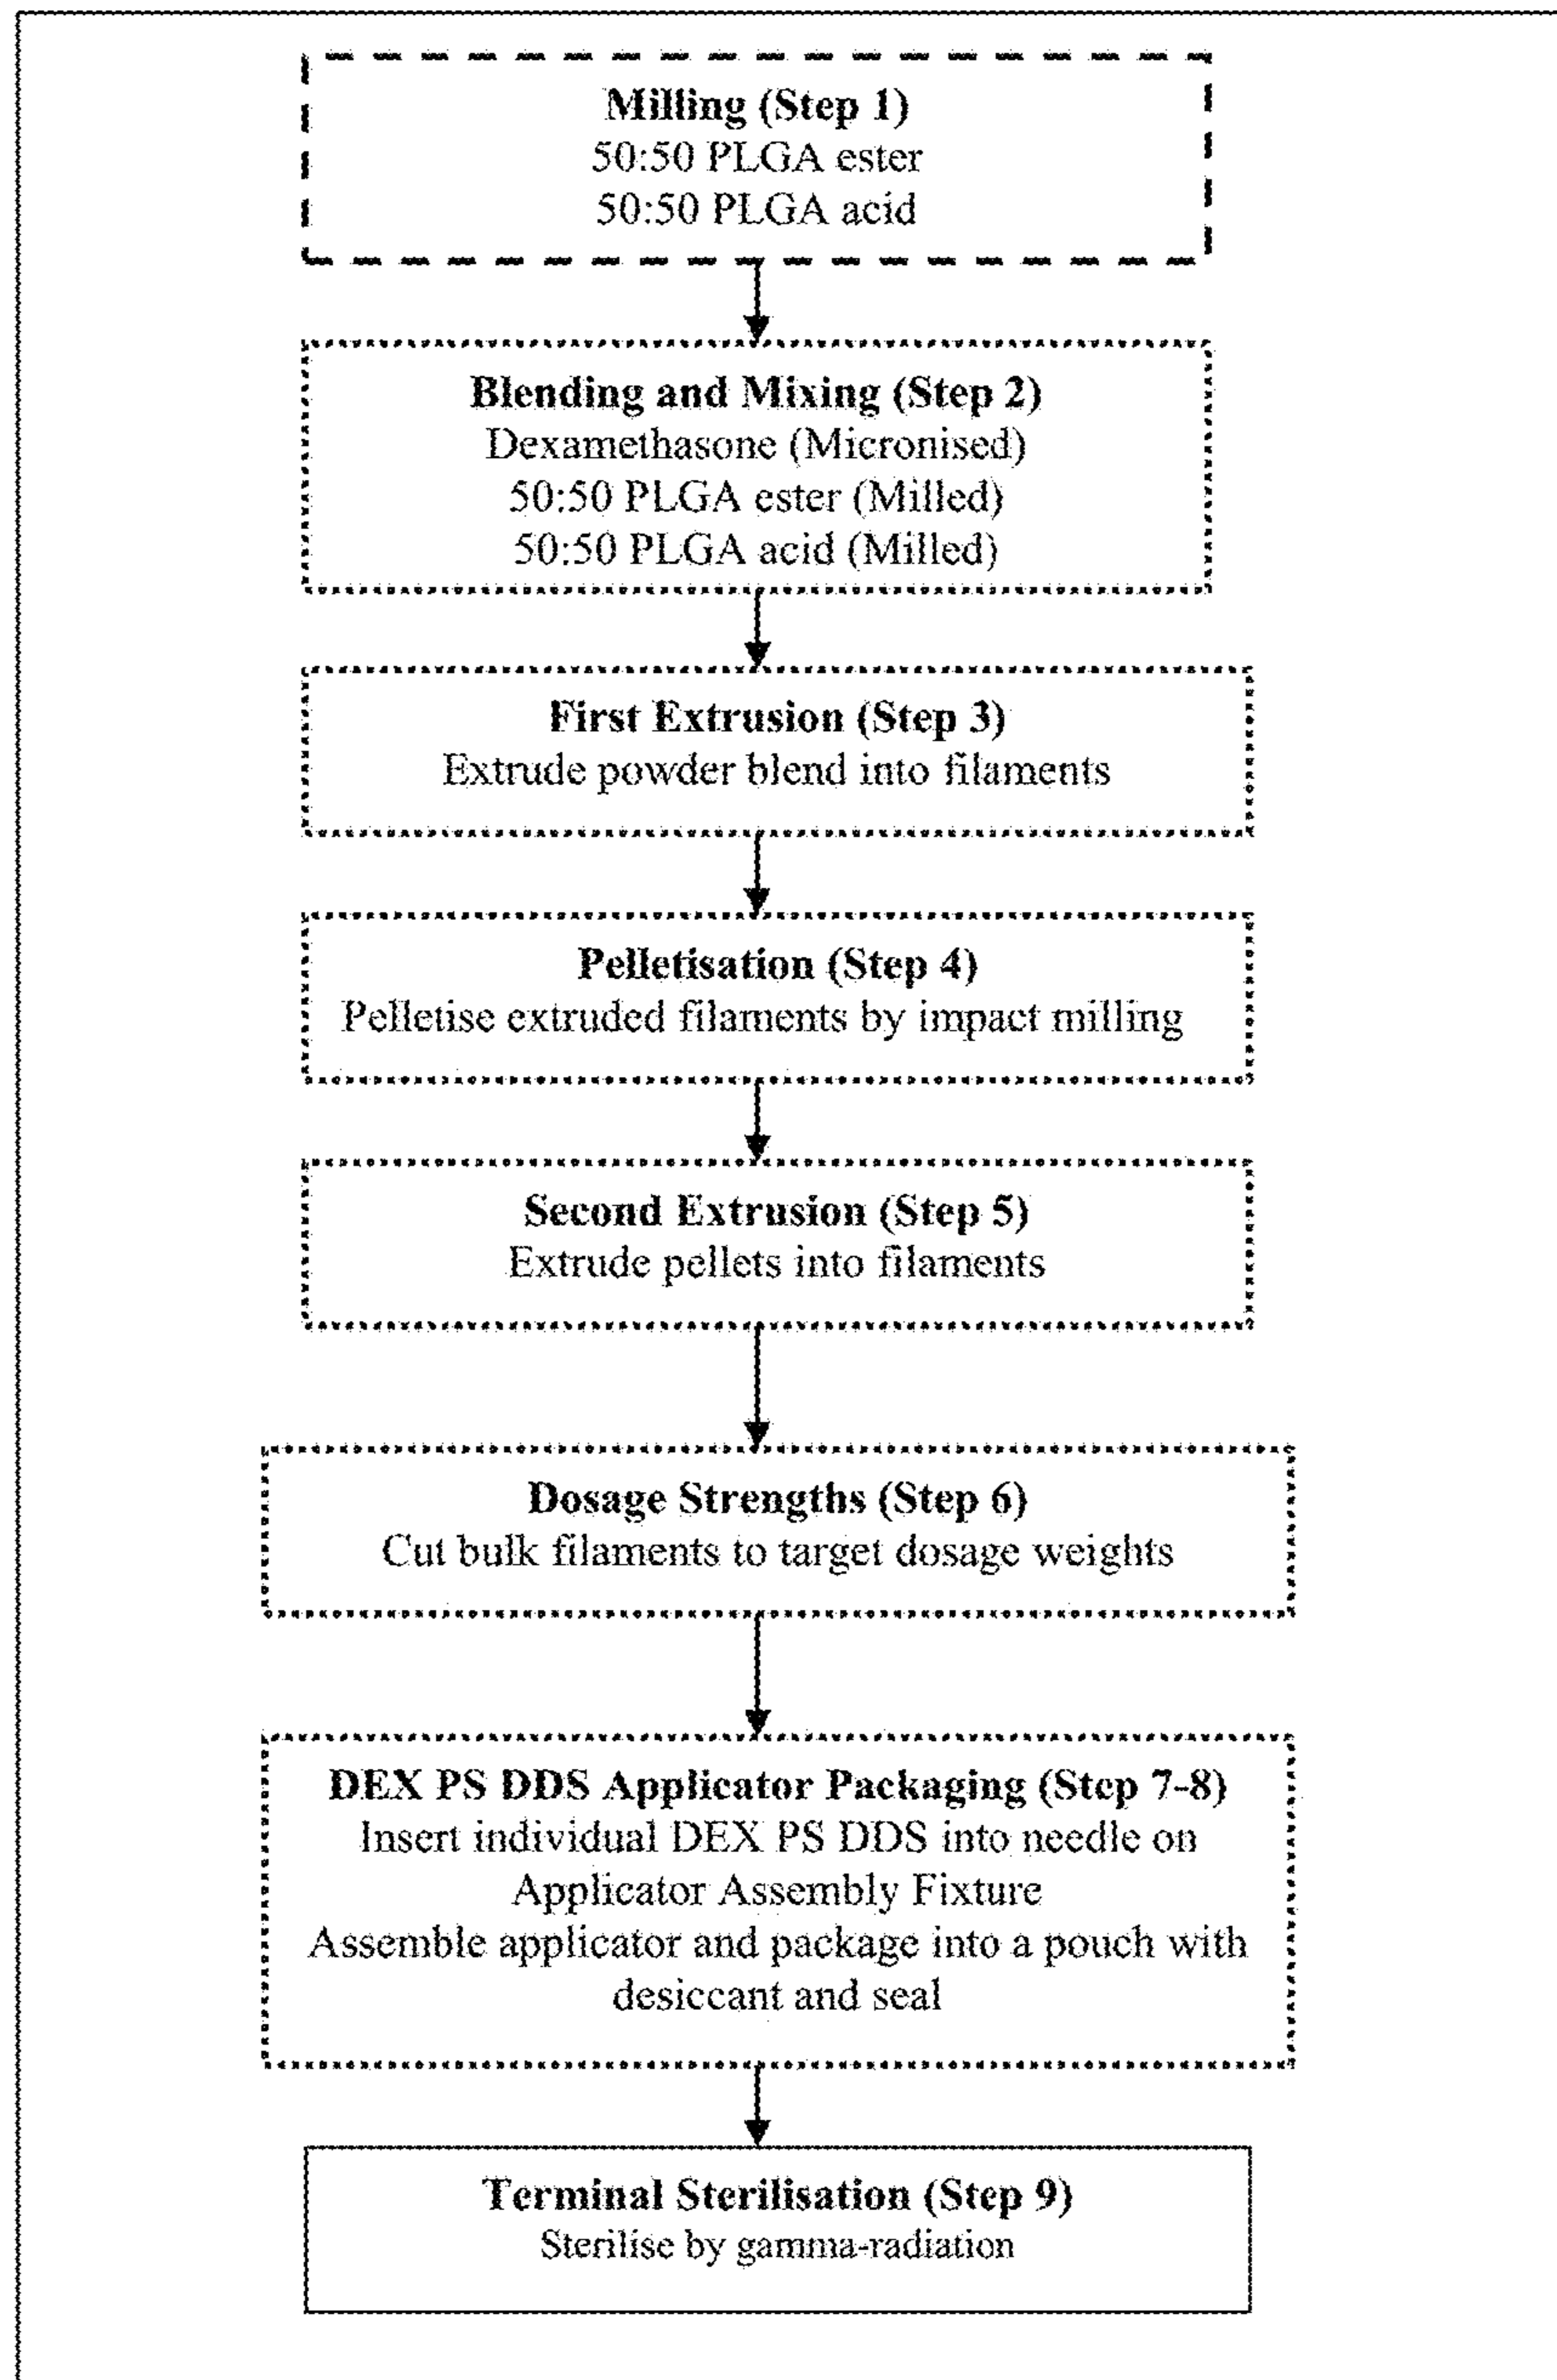 Milling (Step 1)
50:50 PLGA ester
50:50 PLGA acid
Blending and Mixing (Step 2)
Dexamethasone (Micronised)
50:50 PLGA ester (Milled)
50:50 PLGA acid (Milled)
First Extrusion (Step 3)
Extrude powder blend into filaments
Pelletisation (Step 4)
Pelletise extruded filaments by impact milling
Second Extrusion (Step 5)
Extrude pellets into filaments
Dosage Strengths (Step 6)
Cut bulk filaments to target dosage weights
DEX PS DDS Applicator Packaging (Step 7-8)
Insert individual DEX PS DDS into needle on
Applicator Assembly Fixture
Assemble applicator and package into a pouch with
desiccant and seal
Terminal Sterilisation (Step 9)
Sterilise by gamma-radiation